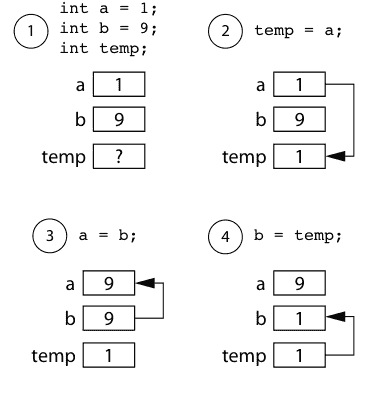 1
int a = 1;
int b = 9;
int temp;
a 1
b 9
temp ?
2 temp = a;
a 1
b 9
temp 1
3 a = b;
a 9
b 9
temp 1
4 b = temp;
a 9
b 1
temp 1